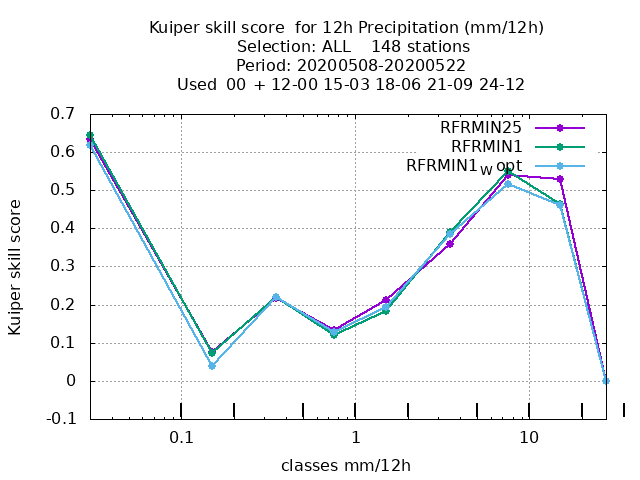 Kuiper skill score  for 12h Precipitation (mm/12h)
Selection: ALL    148 stations
Period: 20200508-20200522
Used  00 + 12-00 15-03 18-06 21-09 24-12
RFRMIN25
RFRMIN1
RFRMIN1W opt
Kuiper skill score
0.7
0.6
0.5
0.4
0.3
0.2
0.1
0
-0.1
0.1
1
10
classes mm/12h